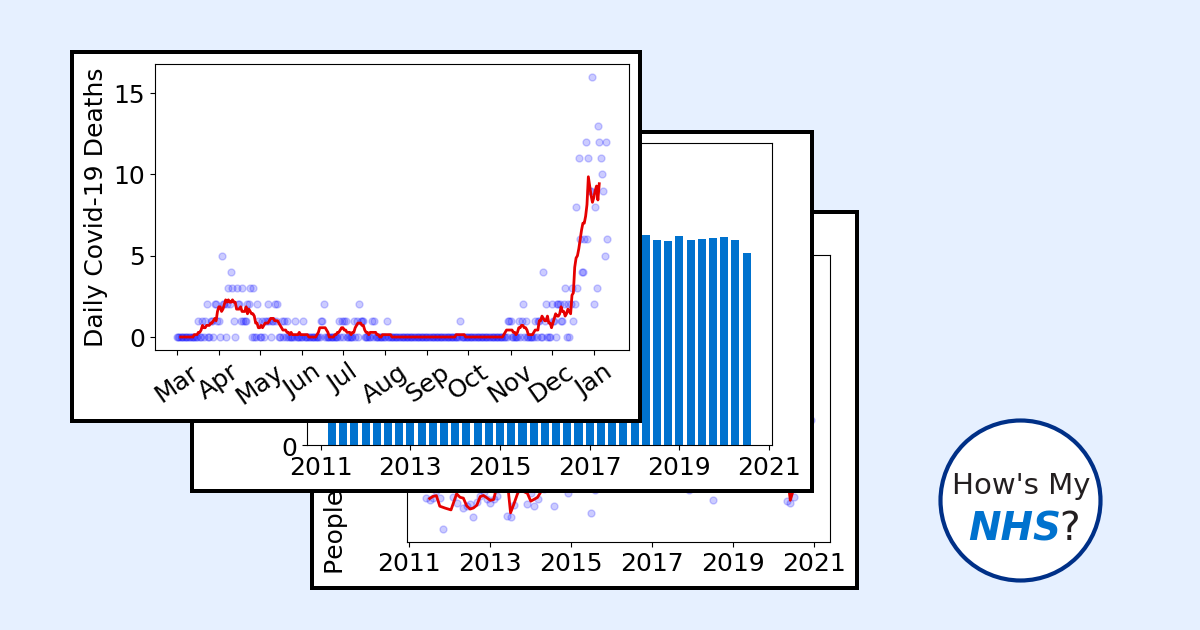 Daily Covid-19 Deaths
15
10
5
0
Mar Apr May Jun Jul Aug Sep Oct Nov Dec Jan
0
2011 2013 2015 2017 2019 2021
People
2011 2013 2015 2017 2019 2021
How's My
NHS?